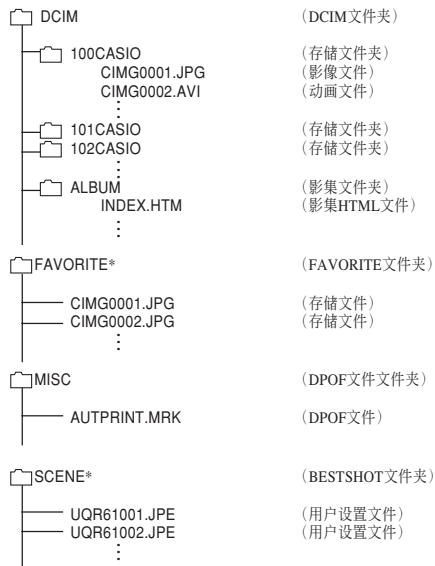 DCIM （DCIM文件夹）
100CASIO （存储文件夹）
CIMG0001.JPG （影像文件）
CIMG0002.AVI （动画文件）
101CASIO （存储文件夹）
102CASIO （存储文件夹）
ALBUM （影集文件夹）
INDEX.HTM （影集HTML文件）
FAVORITE* （FAVORITE文件夹）
CIMG0001.JPG （存储文件）
CIMG0002.JPG （存储文件）
MISC （DPOF文件文件夹）
AUTPRINT.MRK （DPOF文件）
SCENE* （BESTSHOT文件夹）
UQR61001.JPE （用户设置文件）
UQR61002.JPE （用户设置文件）